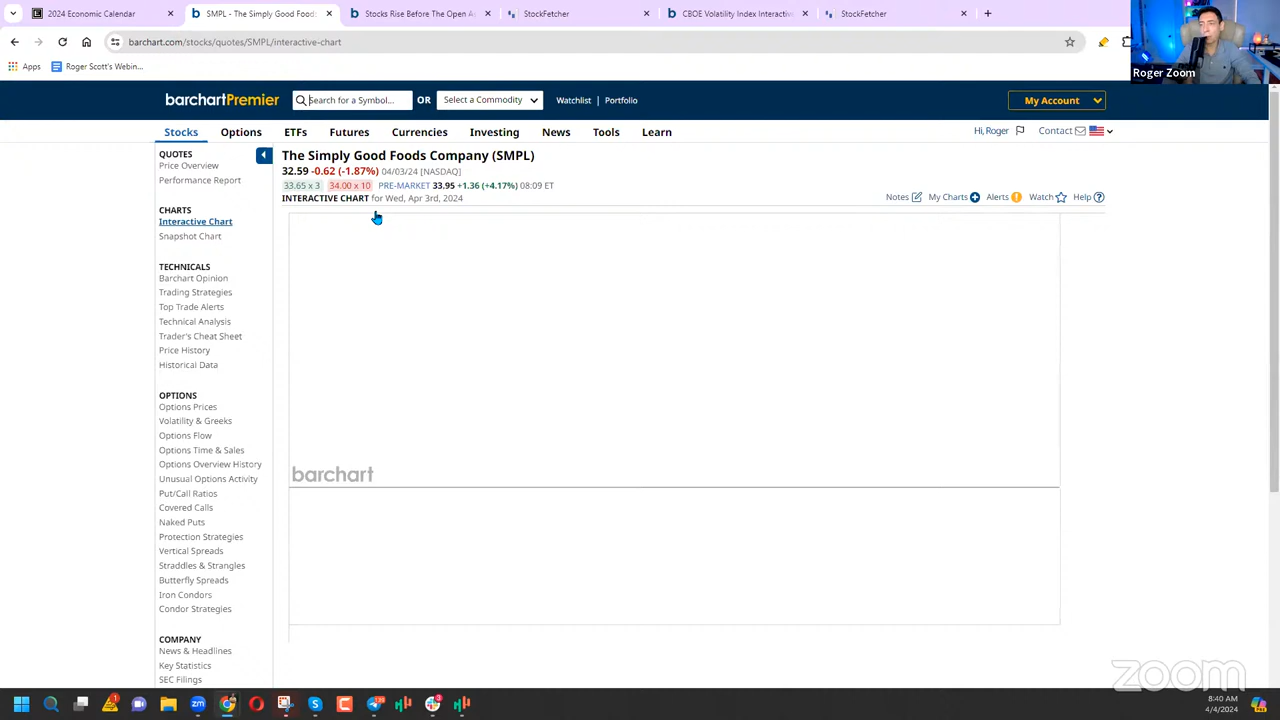 2024 Economic Calendar
SMPL - The Simply Good Foods
Stocks Rise Before The Open A
StockFetcher
CBOE Volatility Index Interactive
StockFetcher
barchart.com/stocks/quotes/SMPL/interactive-chart
Apps
Roger Scott's Webin...
Roger Zoom
barchartPremier
Search for a Symbol...
OR
Select a Commodity
Watchlist | Portfolio
My Account
Stocks Options ETFs Futures Currencies Investing News Tools Learn
Hi, Roger
Contact
QUOTES
Price Overview
Performance Report
CHARTS
Interactive Chart
Snapshot Chart
TECHNICALS
Barchart Opinion
Trading Strategies
Top Trade Alerts
Technical Analysis
Trader's Cheat Sheet
Price History
Historical Data
OPTIONS
Options Prices
Volatility & Greeks
Options Flow
Options Time & Sales
Options Overview History
Unusual Options Activity
Put/Call Ratios
Covered Calls
Naked Puts
Protection Strategies
Vertical Spreads
Straddles & Strangles
Butterfly Spreads
Iron Condors
Condor Strategies
COMPANY
News & Headlines
Key Statistics
SEC Filings
The Simply Good Foods Company (SMPL)
32.59 -0.62 (-1.87%) 04/03/24 [NASDAQ]
33.65 x 3 34.00 x 10 PRE-MARKET 33.95 +1.36 (+4.17%) 08:09 ET
INTERACTIVE CHART for Wed, Apr 3rd, 2024
Notes
My Charts
Alerts
Watch
Help
barchart
zoom
8:40 AM
4/4/2024